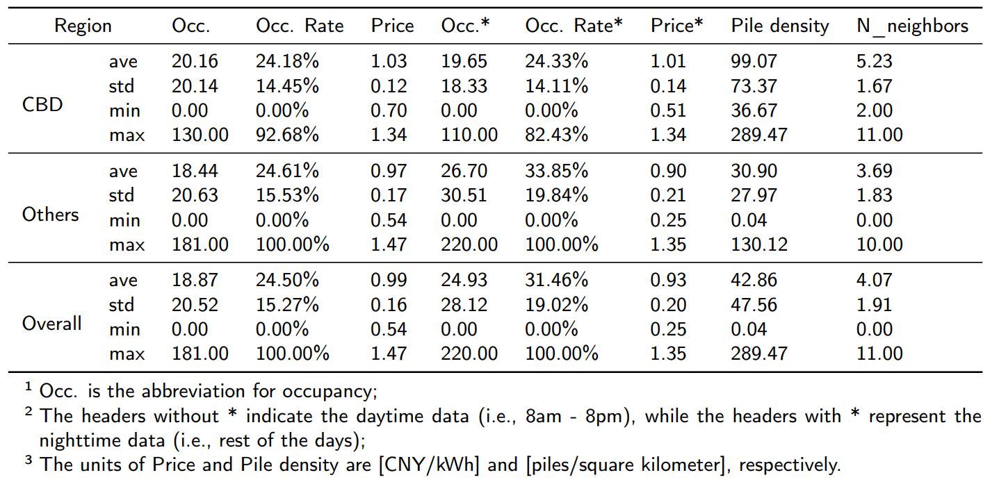 Region Occ. Occ. Rate Price Occ.* Occ. Rate* Price* Pile density N_neighbors
ave 20.16 24.18% 1.03 19.65 24.33% 1.01 99.07 5.23
std 20.14 14.45% 0.12 18.33 14.11% 0.14 73.37 1.67
CBD
min 0.00 0.00% 0.70 0.00 0.00% 0.51 36.67 2.00
max 130.00 92.68% 1.34 110.00 82.43% 1.34 289.47 11.00
ave 18.44 24.61% 0.97 26.70 33.85% 0.90 30.90 3.69
std 20.63 15.53% 0.17 30.51 19.84% 0.21 27.97 1.83
Others
min 0.00 0.00% 0.54 0.00 0.00% 0.25 0.04 0.00
max 181.00 100.00% 1.47 220.00 100.00% 1.35 130.12 10.00
ave 18.87 24.50% 0.99 24.93 31.46% 0.93 42.86 4.07
std 20.52 15.27% 0.16 28.12 19.02% 0.20 47.56 1.91
Overall
min 0.00 0.00% 0.54 0.00 0.00% 0.25 0.04 0.00
max 181.00 100.00% 1.47 220.00 100.00% 1.35 289.47 11.00
1 Occ. is the abbreviation for occupancy;
2 The headers without * indicate the daytime data (i.e., 8am - 8pm), while the headers with * represent the
nighttime data (i.e., rest of the days);
3 The units of Price and Pile density are [CNY/kWh] and [piles/square kilometer], respectively.